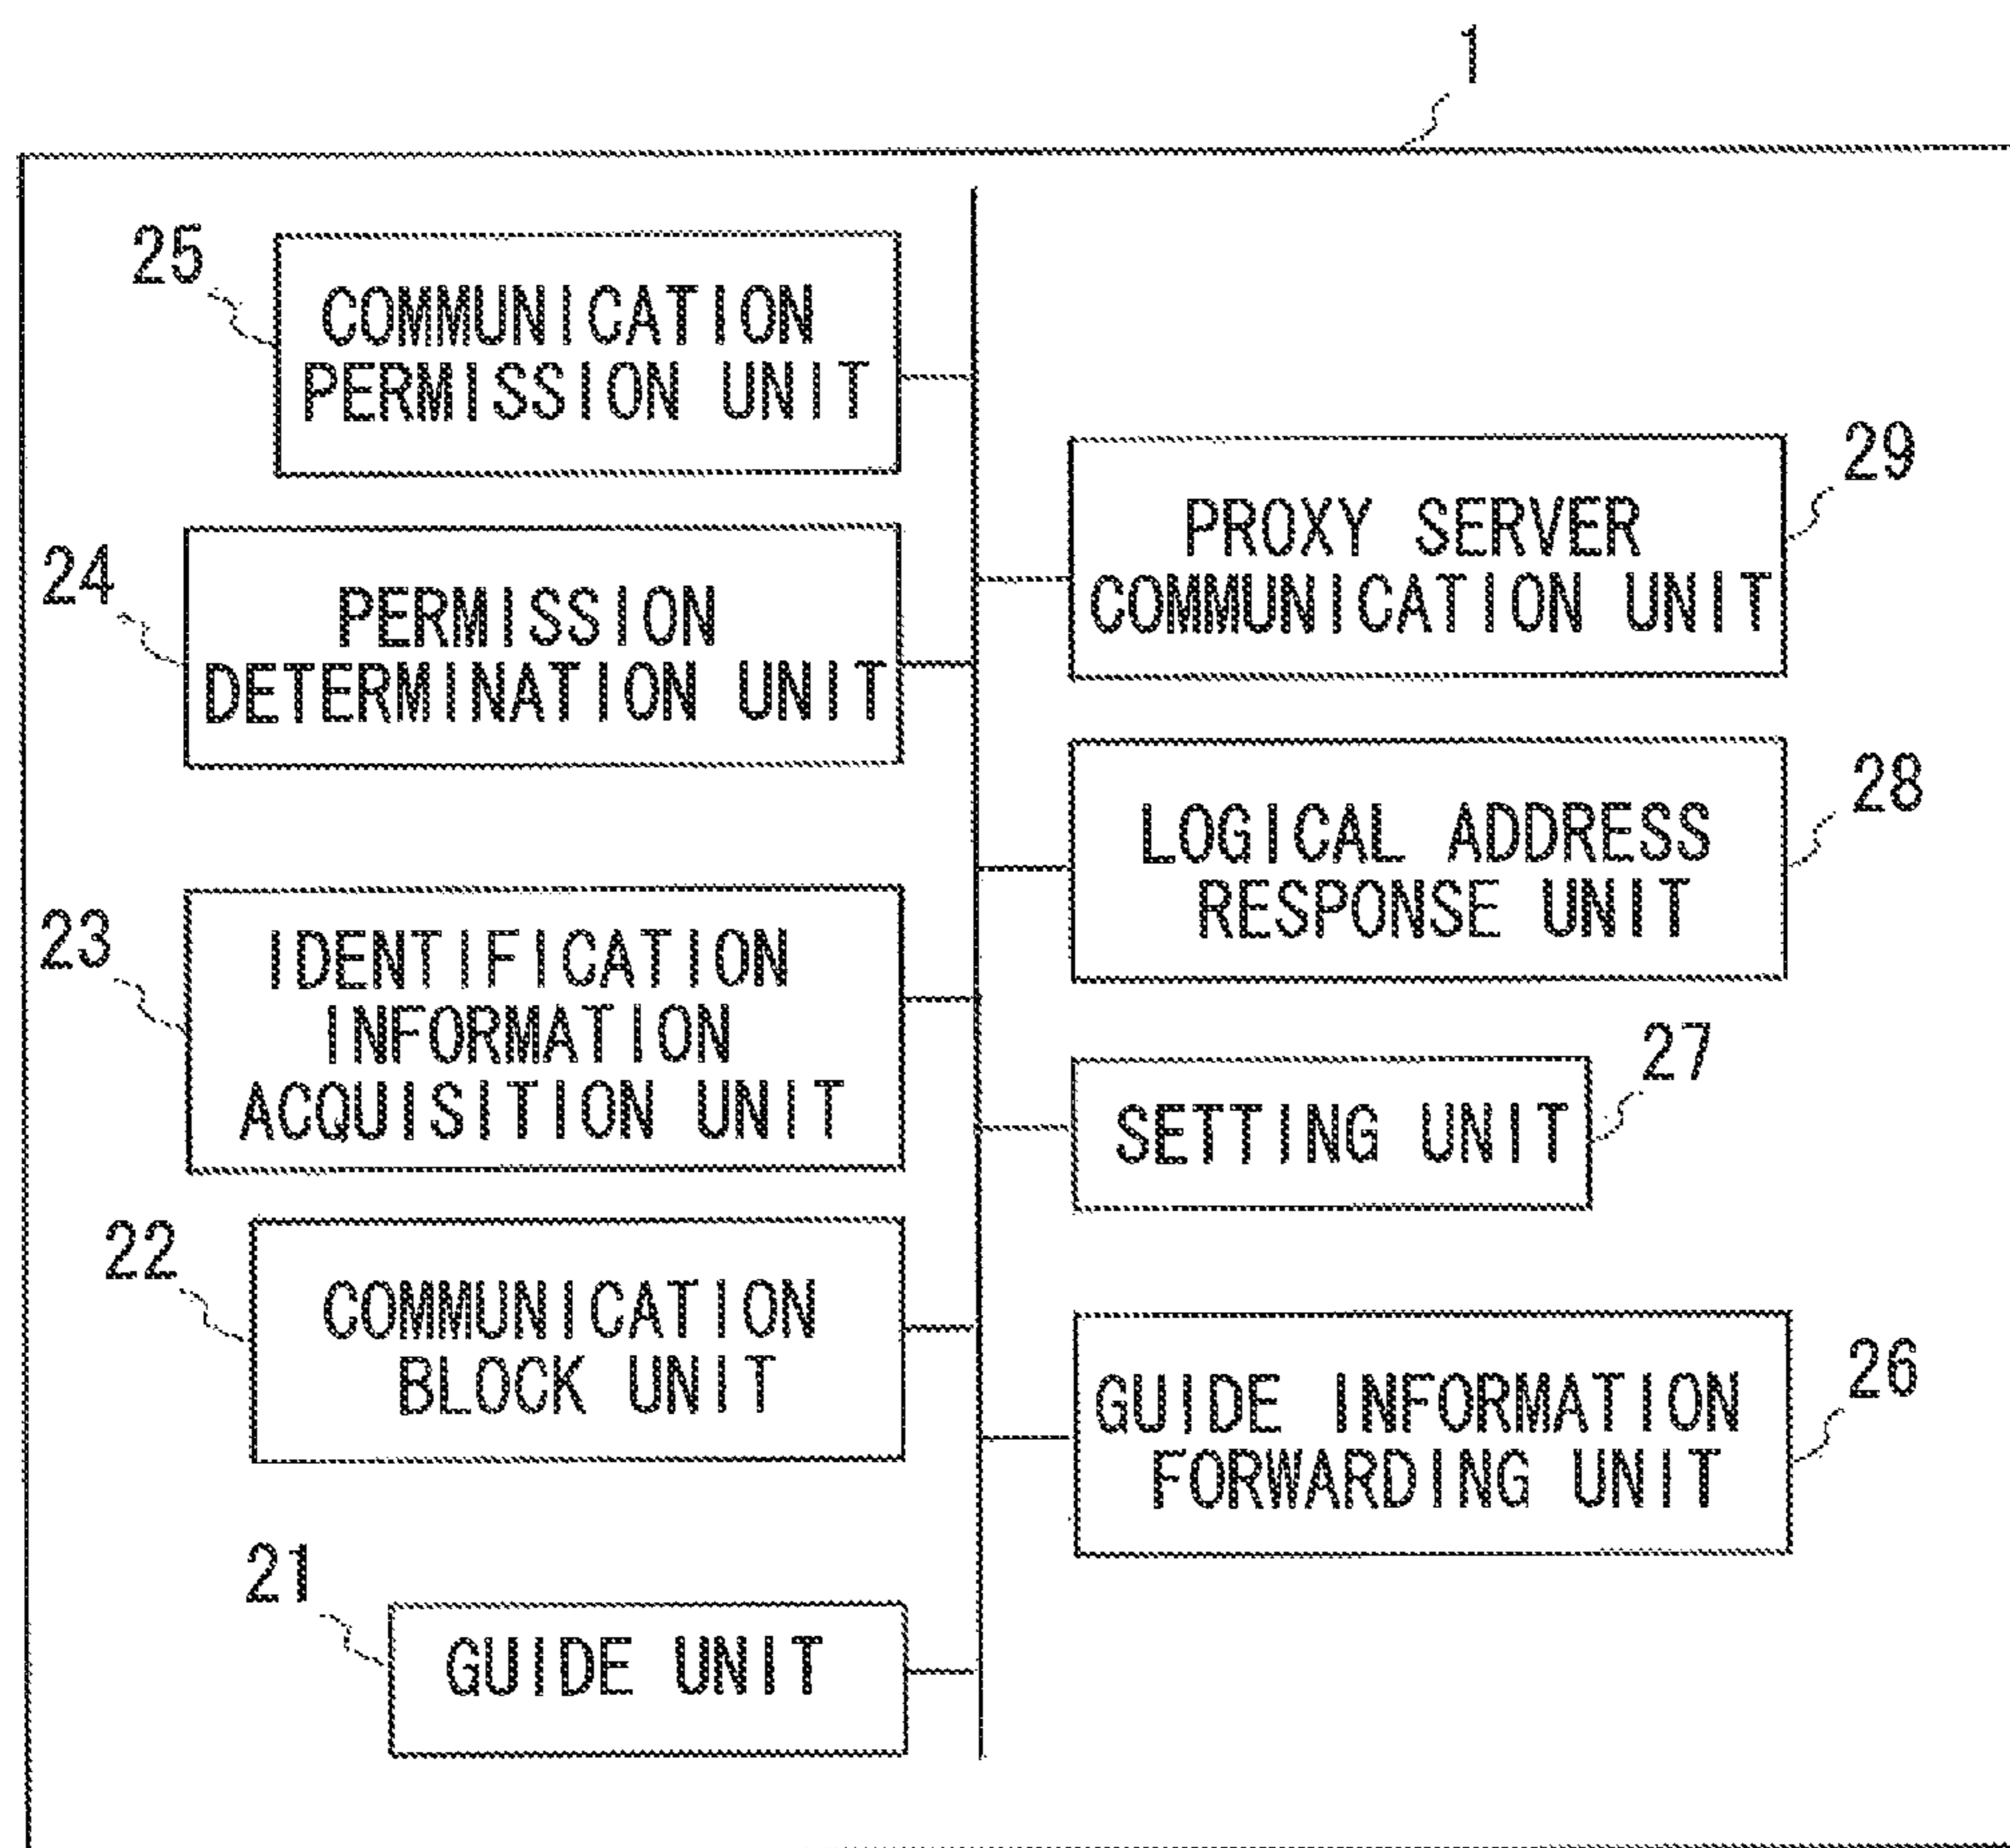 1
25
COMMUNICATION
PERMISSION UNIT
29
PROXY SERVER
COMMUNICATION UNIT
24
PERMISSION
DETERMINATION UNIT
28
LOGICAL ADDRESS
RESPONSE UNIT
23
IDENTIFICATION
INFORMATION
ACQUISITION UNIT
27
SETTING UNIT
22
COMMUNICATION
BLOCK UNIT
26
GUIDE INFORMATION
FORWARDING UNIT
21
GUIDE UNIT